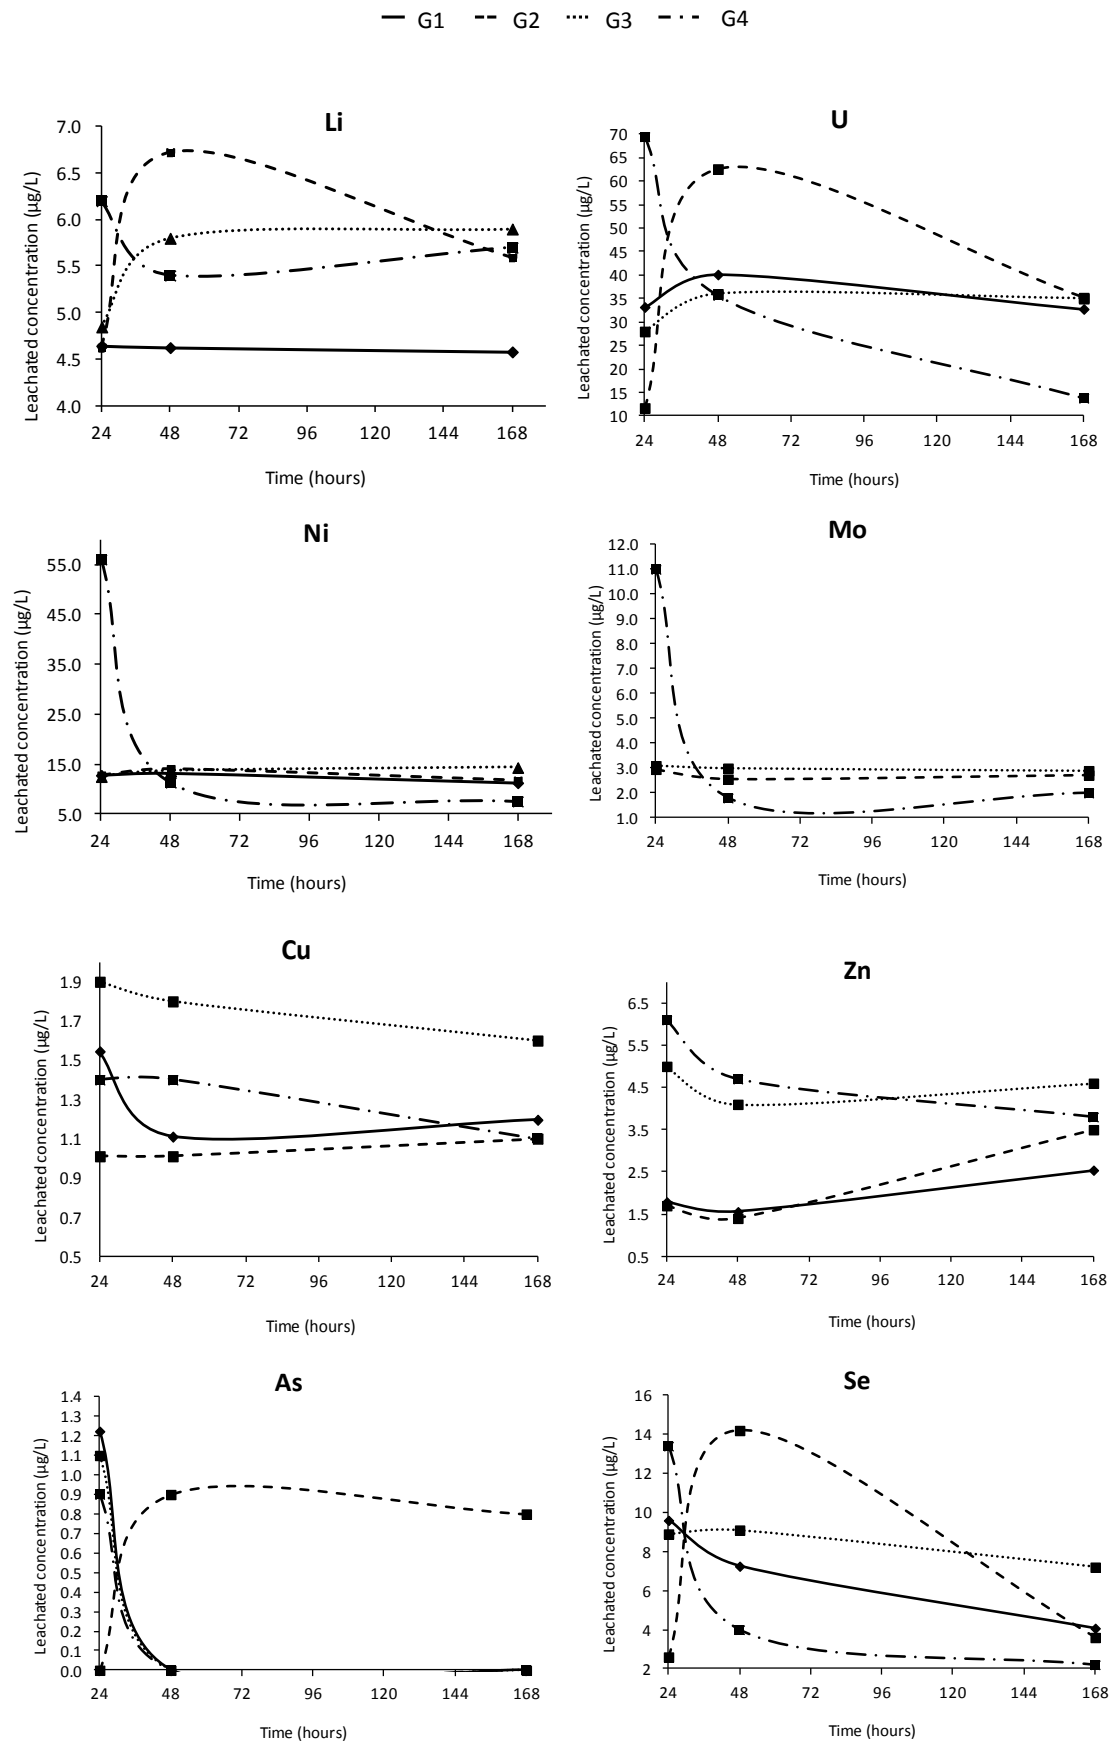 G1 G2 G3 G4
Li
Leachated concentration (µg/L)
7.0
6.5
6.0
5.5
5.0
4.5
4.0
24 48 72 96 120 144 168
Time (hours)
U
Leachated concentration (µg/L)
70
65
60
55
50
45
40
35
30
25
20
15
10
24 48 72 96 120 144 168
Time (hours)
Ni
Leachated concentration (µg/L)
55.0
45.0
35.0
25.0
15.0
5.0
24 48 72 96 120 144 168
Time (hours)
Mo
Leachated concentration (µg/L)
12.0
11.0
10.0
9.0
8.0
7.0
6.0
5.0
4.0
3.0
2.0
1.0
24 48 72 96 120 144 168
Time (hours)
Cu
Leachated concentration (µg/L)
1.9
1.7
1.5
1.3
1.1
0.9
0.7
0.5
24 48 72 96 120 144 168
Time (hours)
Zn
Leachated concentration (µg/L)
6.5
5.5
4.5
3.5
2.5
1.5
0.5
24 48 72 96 120 144 168
Time (hours)
As
Leachated concentration (µg/L)
1.4
1.3
1.2
1.1
1.0
0.9
0.8
0.7
0.6
0.5
0.4
0.3
0.2
0.1
0.0
24 48 72 96 120 144 168
Time (hours)
Se
Leachated concentration (µg/L)
16
14
12
10
8
6
4
2
24 48 72 96 120 144 168
Time (hours)